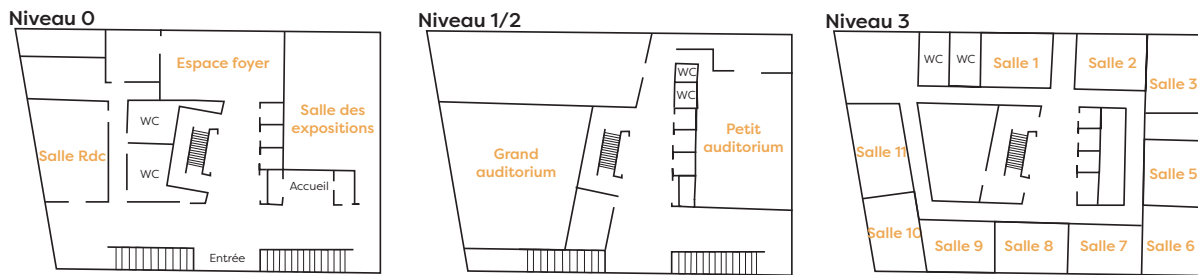 Niveau 0
Espace foyer
Salle des
expositions
WC
Salle Rdc
WC
Accueil
Entrée
Niveau 1/2
WC
WC
Petit
auditorium
Grand
auditorium
Niveau 3
WC
WC
Salle 1
Salle 2
Salle 3
Salle 11
Salle 5
Salle 10
Salle 9
Salle 8
Salle 7
Salle 6